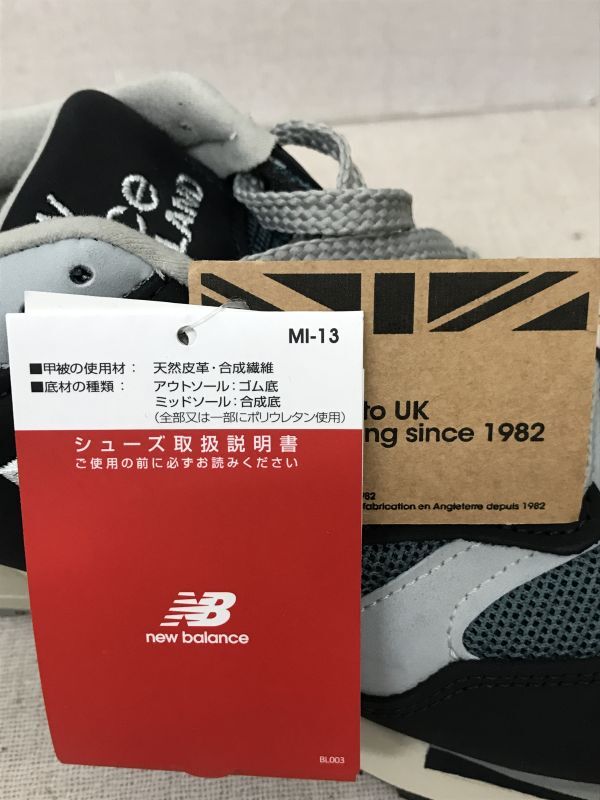 MI-13
■甲被の使用材： 天然皮革・合成繊維
■底材の種類： アウトソール：ゴム底
ミッドソール：合成底
（全部又は一部にポリウレタン使用）
シューズ取扱説明書
ご使用の前に必ずお読みください
NB
new balance
BL003
to UK
since 1982
1982
fabrication en Angleterre depuis 1982